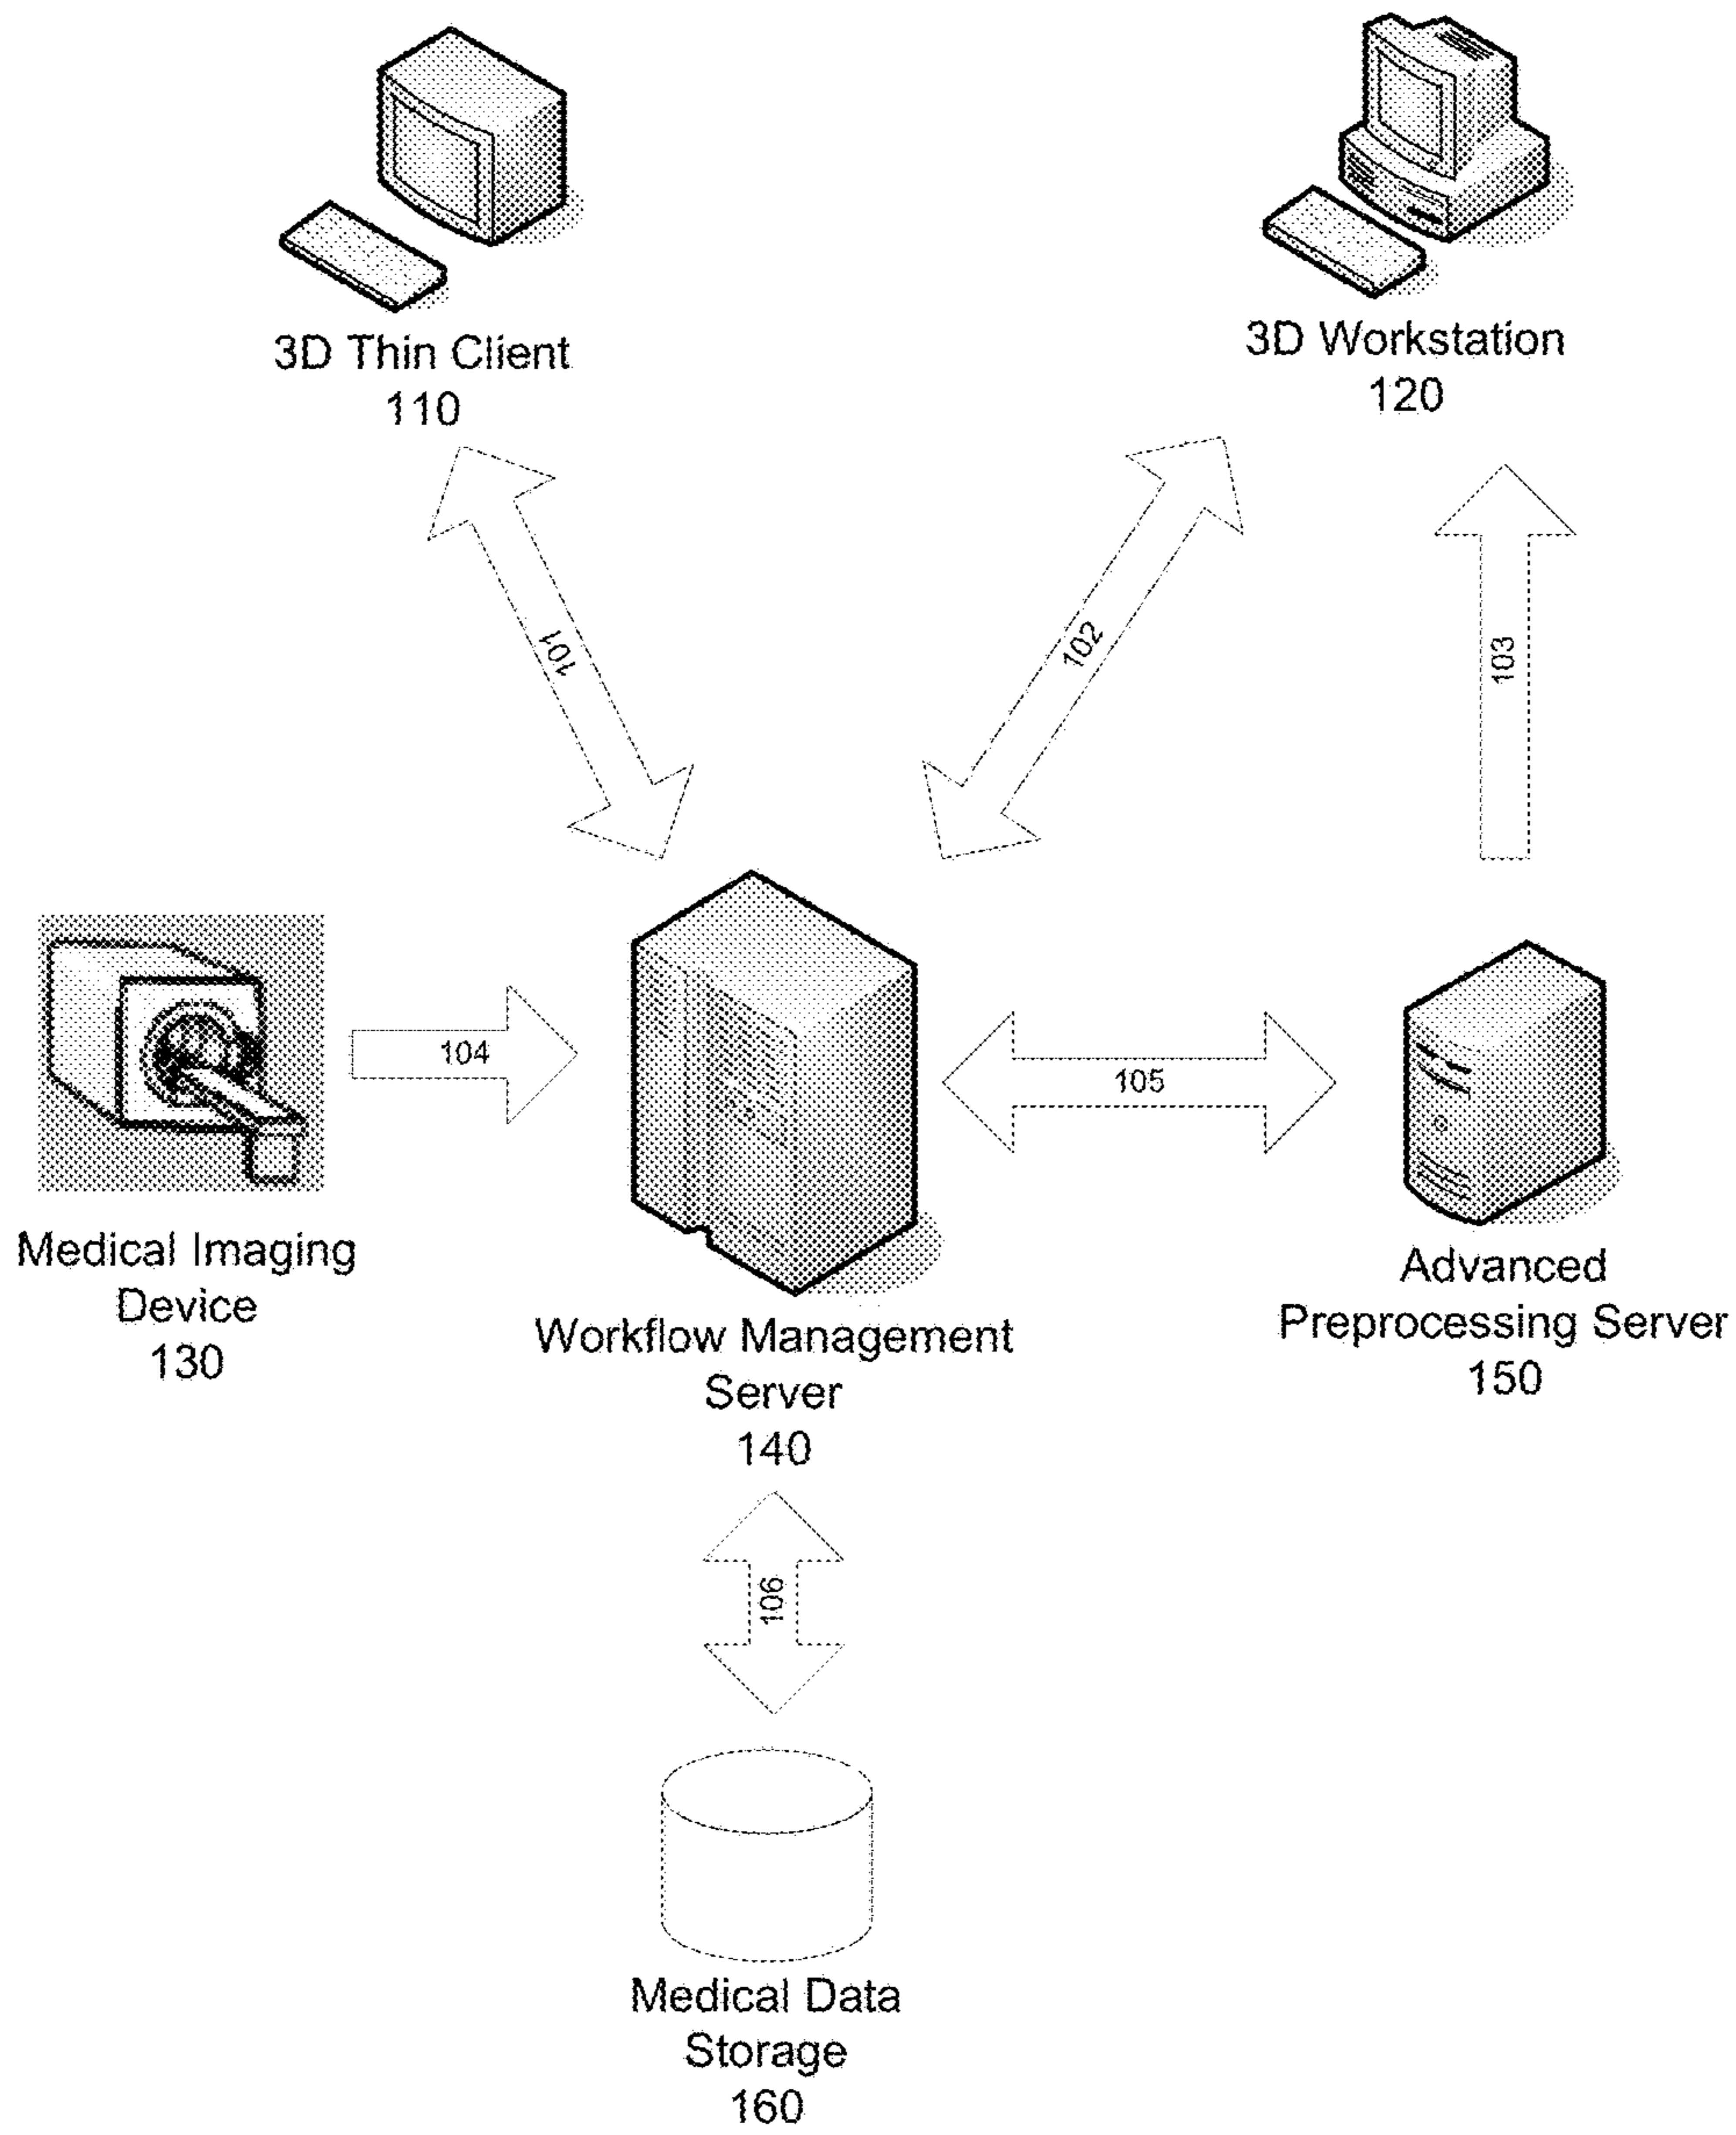 3D Thin Client
110
3D Workstation
120
101
102
103
104
105
Medical Imaging
Device
130
Workflow Management
Server
140
Advanced
Preprocessing Server
150
106
Medical Data
Storage
160